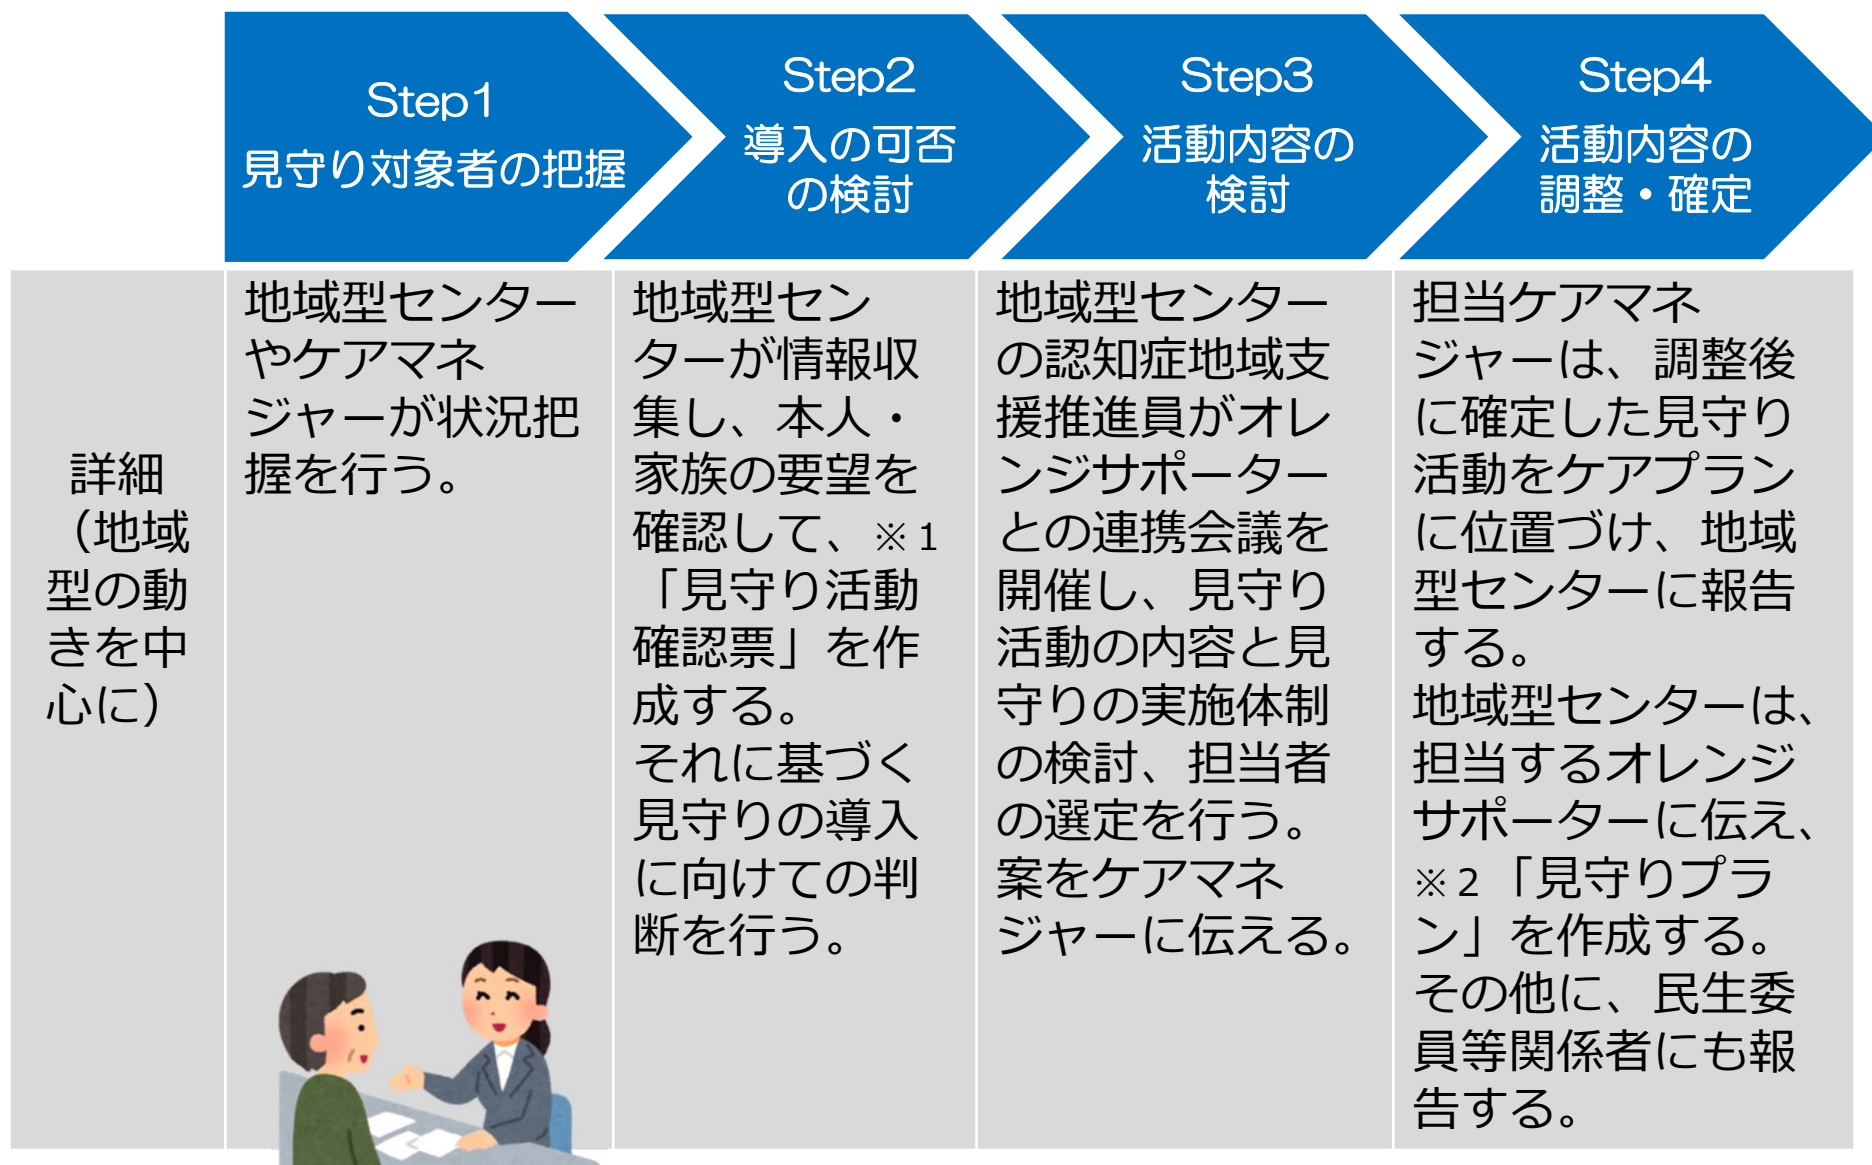 Step1
見守り対象者の把握
Step2
導入の可否
の検討
Step3
活動内容の
検討
Step4
活動内容の
調整・確定
詳細
（地域
型の動
きを中
心に）
地域型センター
やケアマネ
ジャーが状況把
握を行う。
地域型セン
ターが情報収
集し、本人・
家族の要望を
確認して、※1
「見守り活動
確認票」を作
成する。
それに基づく
見守りの導入
に向けての判
断を行う。
地域型センター
の認知症地域支
援推進員がオレ
ンジサポーター
との連携会議を
開催し、見守り
活動の内容と見
守りの実施体制
の検討、担当者
の選定を行う。
案をケアマネ
ジャーに伝える。
担当ケアマネ
ジャーは、調整後
に確定した見守り
活動をケアプラン
に位置づけ、地域
型センターに報告
する。
地域型センターは、
担当するオレンジ
サポーターに伝え、
※2「見守りプラ
ン」を作成する。
その他に、民生委
員等関係者にも報
告する。